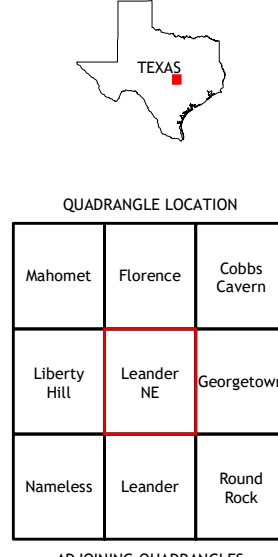 TEXAS
QUADRANGLE LOCATION
Mahomet
Florence
Cobbs
Cavern
Liberty
Hill
Leander
NE
Georgetown
Nameless
Leander
Round
Rock
ADJOINING QUADRANGLES